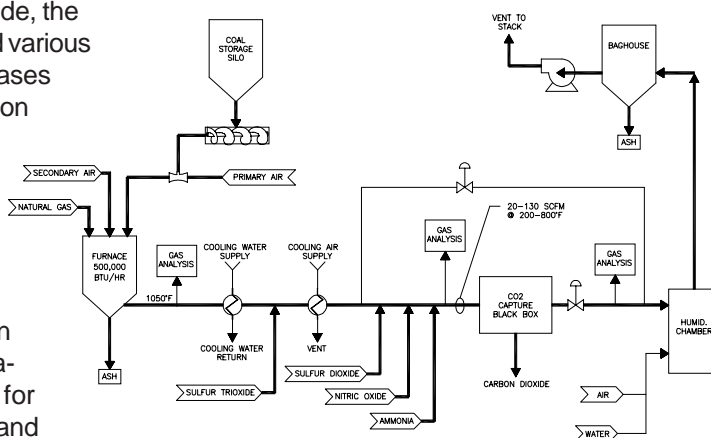 de, the
d various
ases
on
n
a-
for
and
COAL
STORAGE
SILO
VENT TO
STACK
BAGHOUSE
ASH
SECONDARY AIR
PRIMARY AIR
NATURAL GAS
20-130 SCFM
@ 200-800°F
FURNACE
500,000
BTU/HR
GAS
ANALYSIS
COOLING WATER
SUPPLY
COOLING AIR
SUPPLY
GAS
ANALYSIS
GAS
ANALYSIS
1050°F
CO2
CAPTURE
BLACK BOX
HUMID.
CHAMBER
COOLING WATER
RETURN
VENT
ASH
SULFUR TRIOXIDE
SULFUR DIOXIDE
NITRIC OXIDE
AMMONIA
CARBON DIOXIDE
AIR
WATER